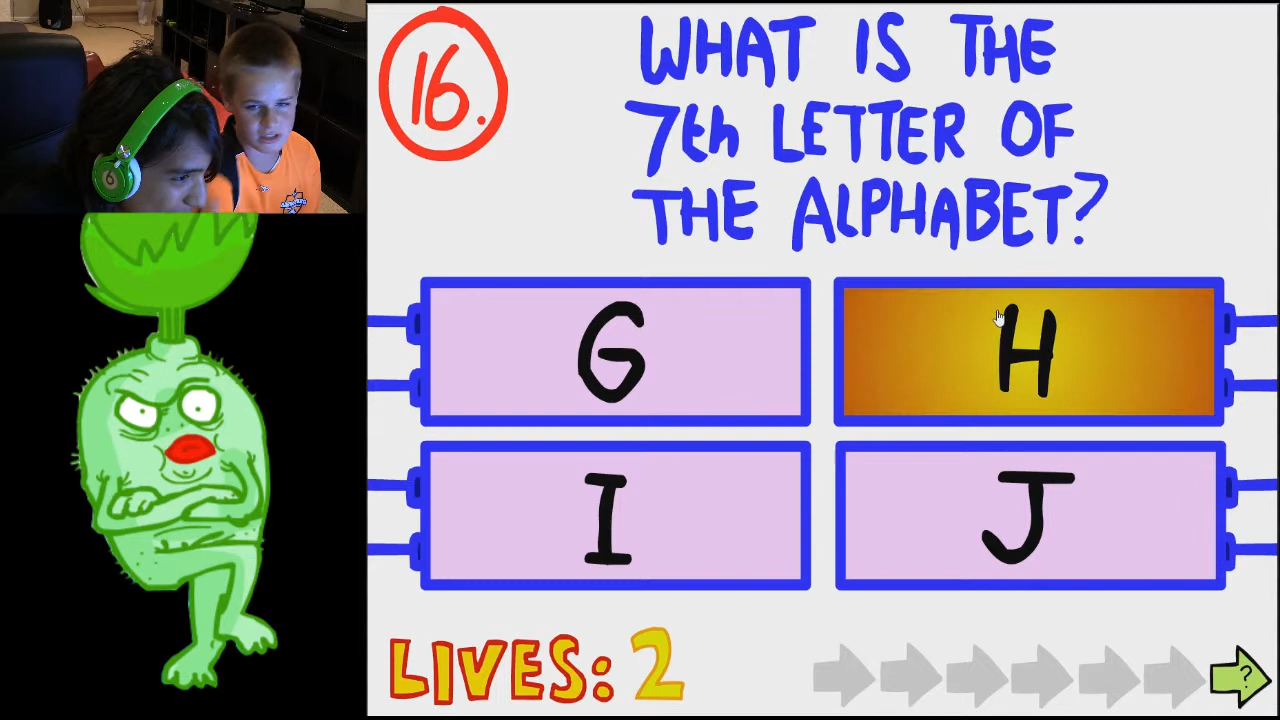 16.
WHAT IS THE
7th LETTER OF
THE ALPHABET?
G
H
I
J
LIVES: 2
?